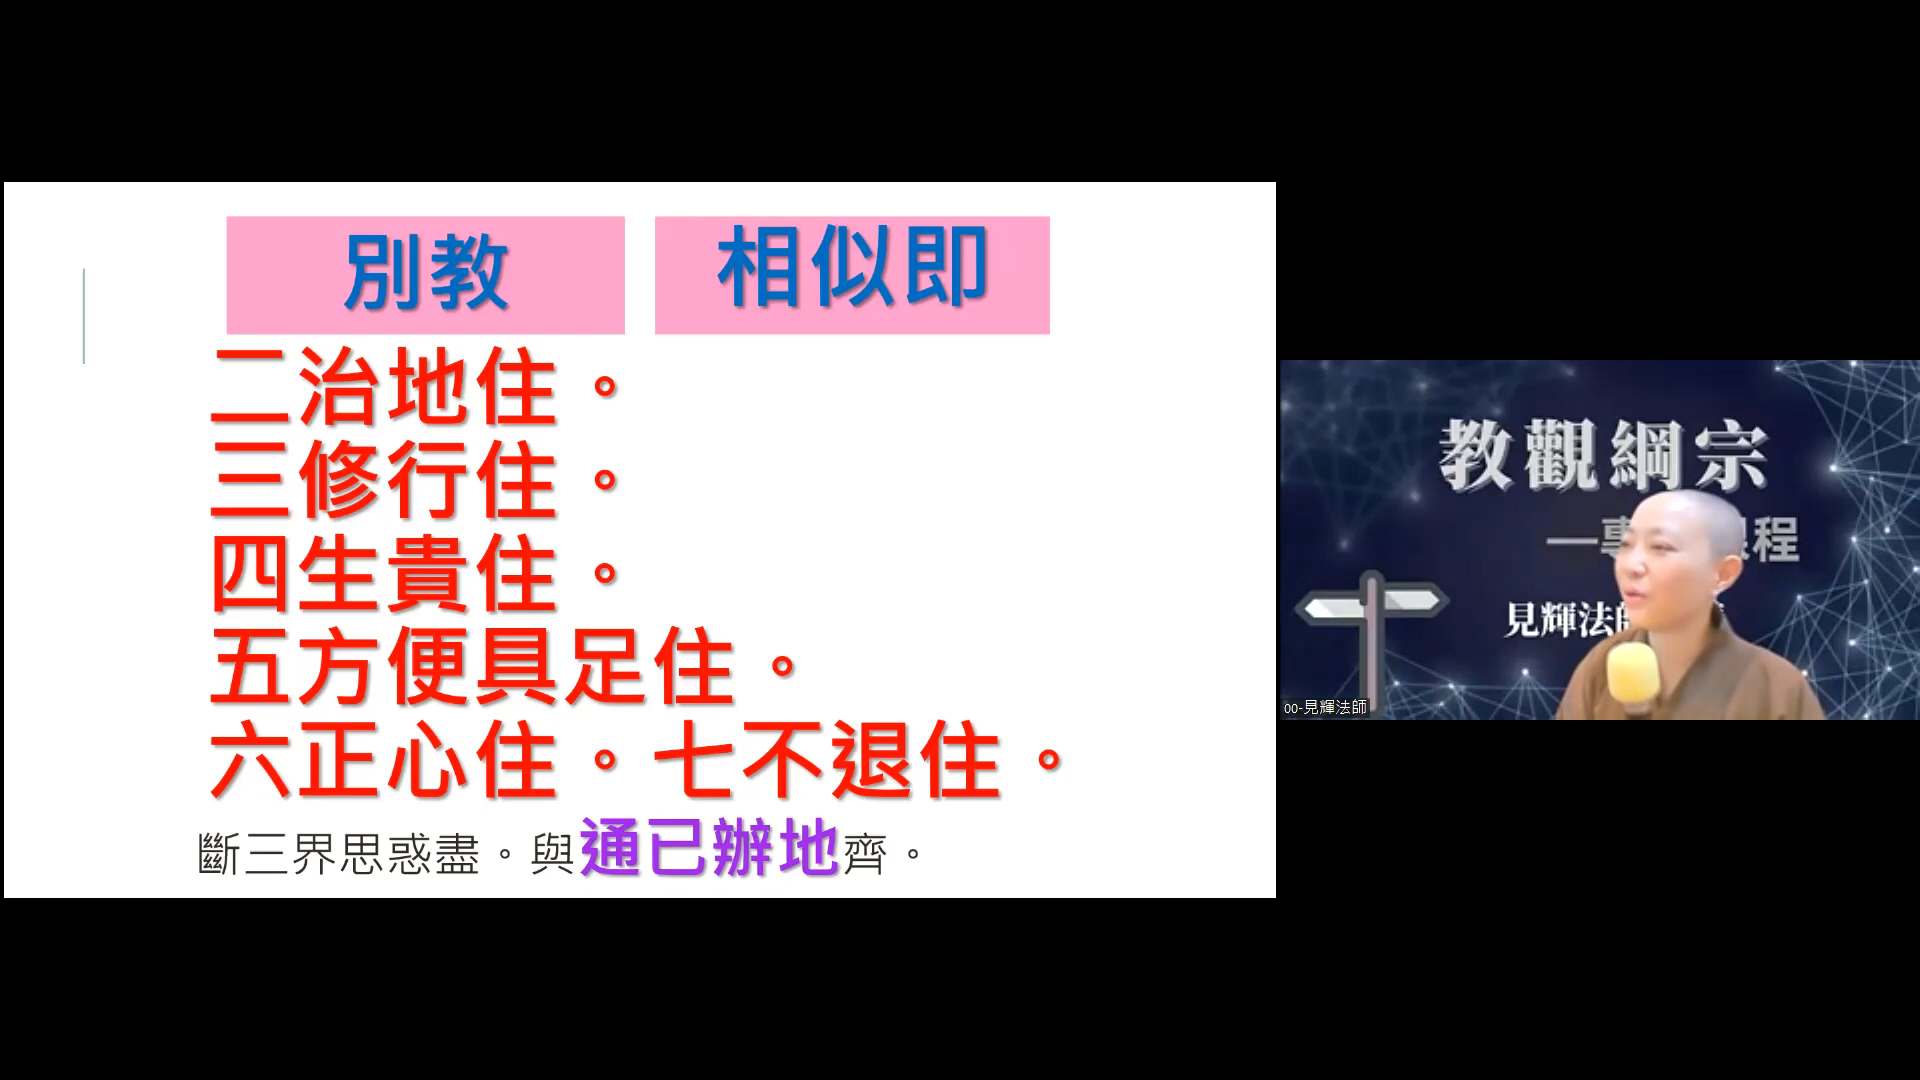 別教
相似即
二治地住。
三修行住。
四生貴住。
五方便具足住。
六正心住。七不退住。
斷三界思惑盡。與通已辦地齊。
教觀綱宗
一專 課程
見輝法師
00-見輝法師